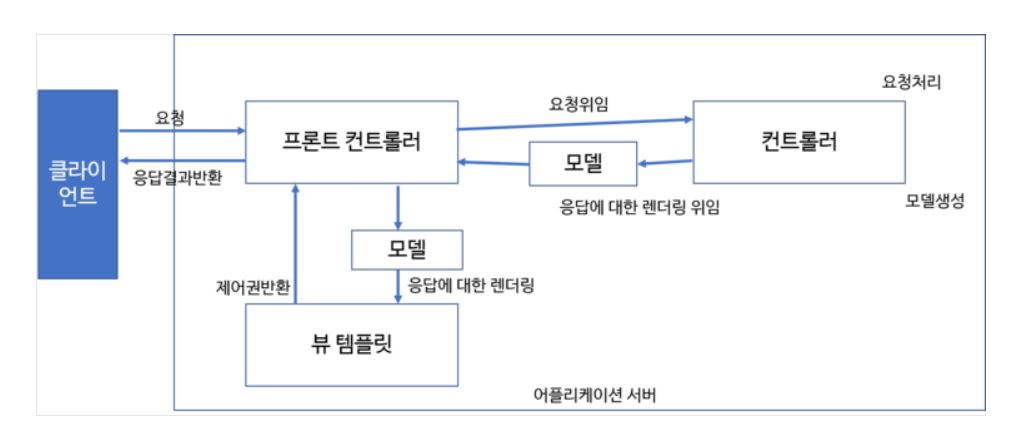 요청처리
요청
프론트 컨트롤러
요청위임
컨트롤러
클라이
언트
응답결과반환
모델
응답에 대한 렌더링 위임
모델생성
모델
제어권반환
응답에 대한 렌더링
뷰 템플릿
어플리케이션 서버